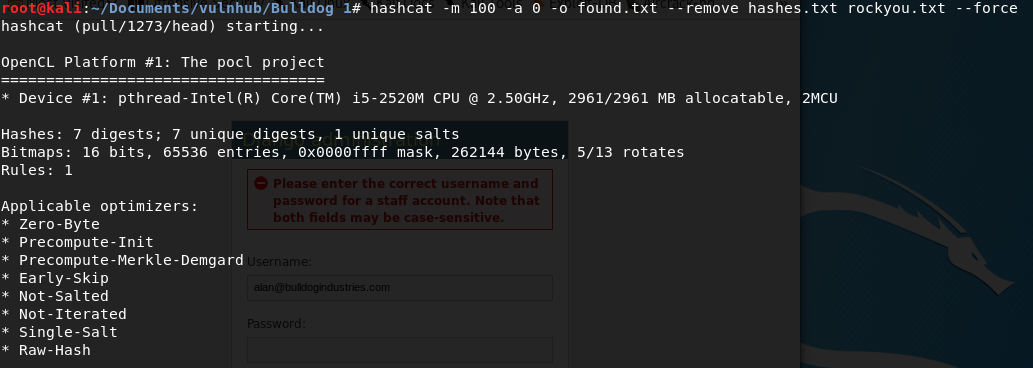 root@kali:~/Documents/vulnhub/Bulldog 1# hashcat -m 100 -a 0 -o found.txt --remove hashes.txt rockyou.txt --force
hashcat (pull/1273/head) starting...
OpenCL Platform #1: The pocl project
====================================
* Device #1: pthread-Intel(R) Core(TM) i5-2520M CPU @ 2.50GHz, 2961/2961 MB allocatable, 2MCU
Hashes: 7 digests; 7 unique digests, 1 unique salts
Django administration
Bitmaps: 16 bits, 65536 entries, 0x0000ffff mask, 262144 bytes, 5/13 rotates
Rules: 1
Please enter the correct username and
password for a staff account. Note that
both fields may be case-sensitive.
Applicable optimizers:
* Zero-Byte
* Precompute-Init
* Precompute-Merkle-Demgard
Username:
* Early-Skip
alan@bulldogindustries.com
* Not-Salted
* Not-Iterated
Password:
* Single-Salt
* Raw-Hash